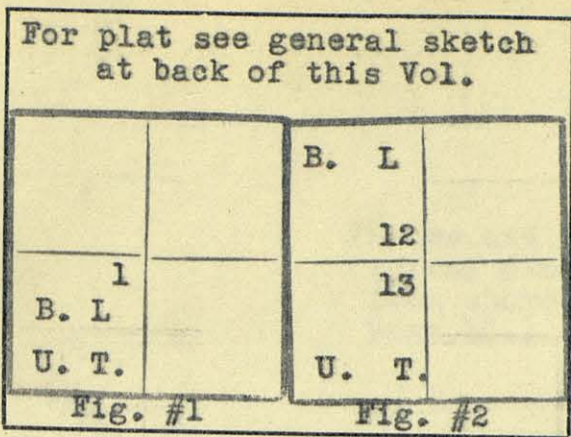 For plat see general sketch
at back of this Vol.
1
B. L
U. T.
Fig. #1
B. L
12
13
U. T.
Fig. #2